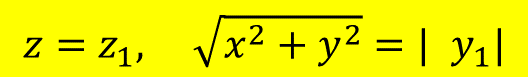 z = z₁, √(x² + y²) = | y₁|